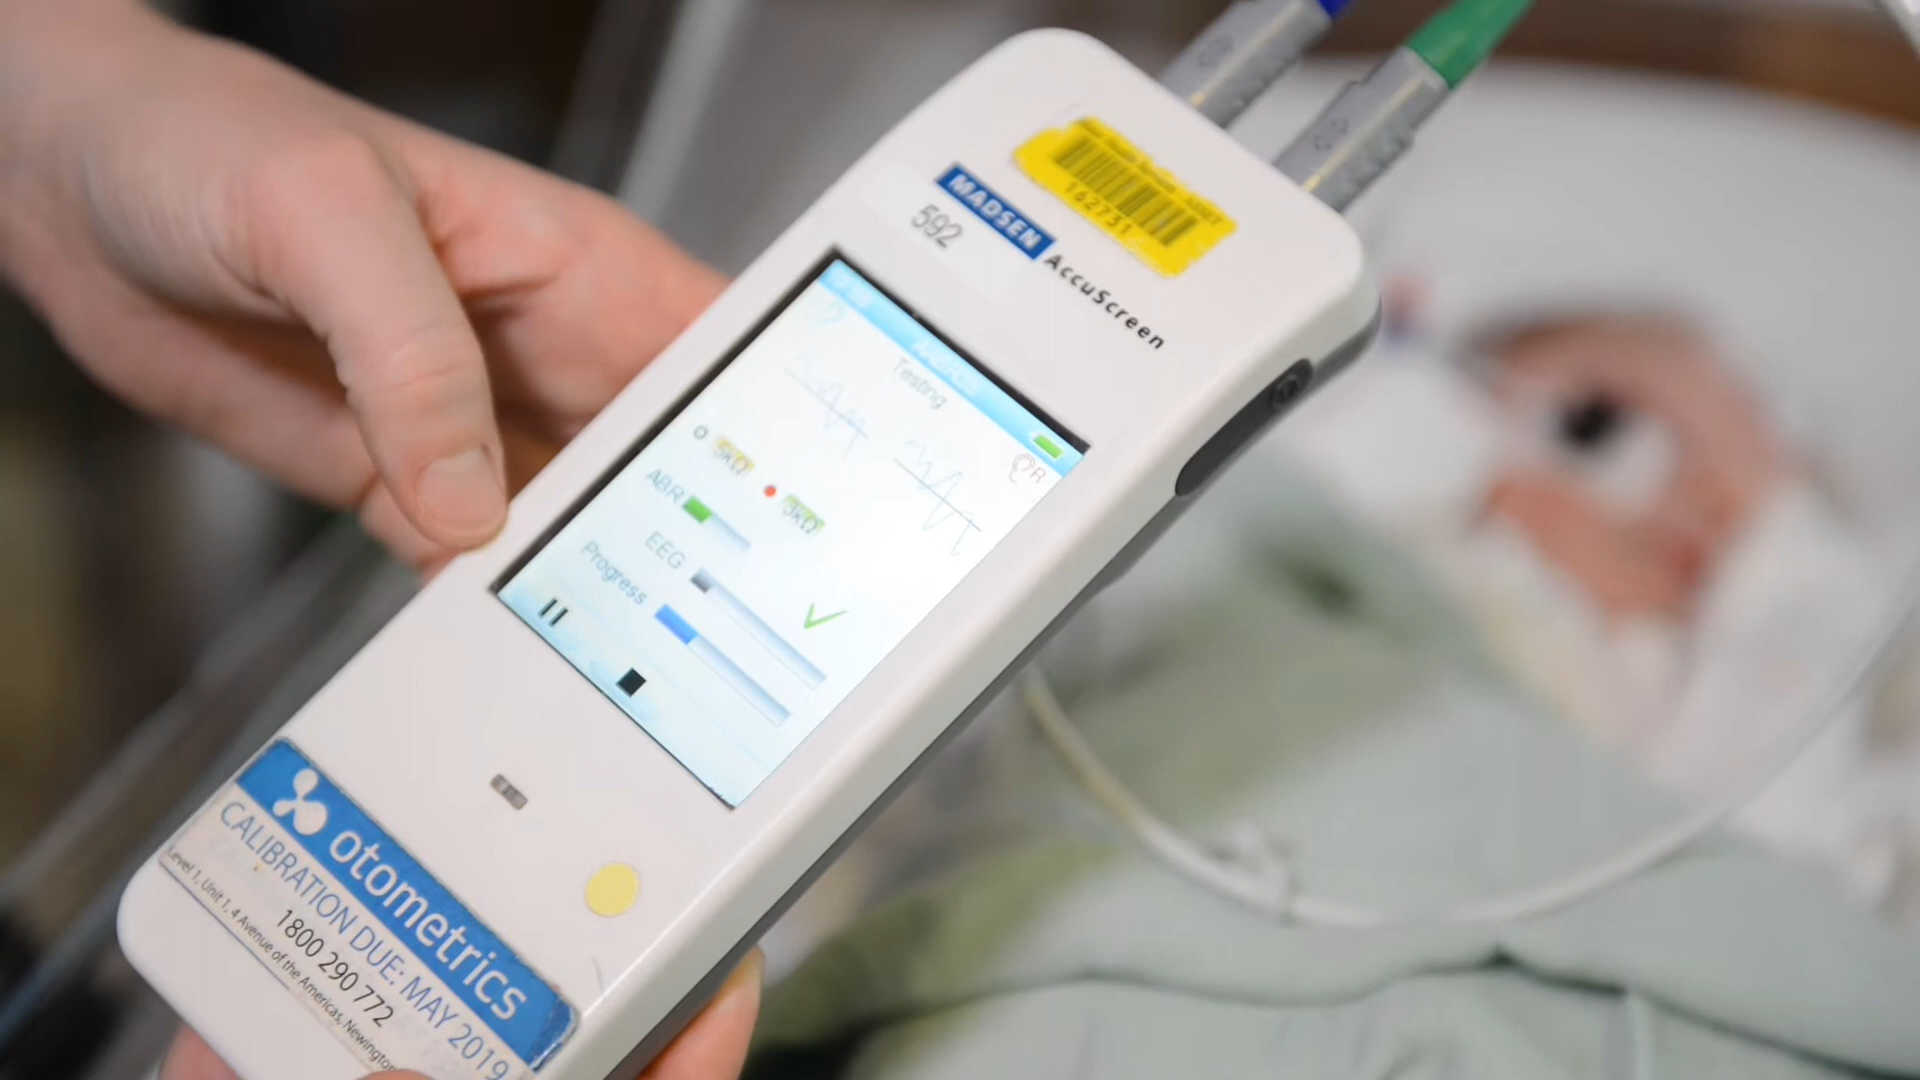 162751
MADSEN
AccuScreen
592
Testing
R
5kΩ
3kΩ
ABR
EEG
Progress
otometrics
CALIBRATION DUE: MAY 2019
1800 290 772
Level 1, Unit 1, 4 Avenue of the Americas, Newington